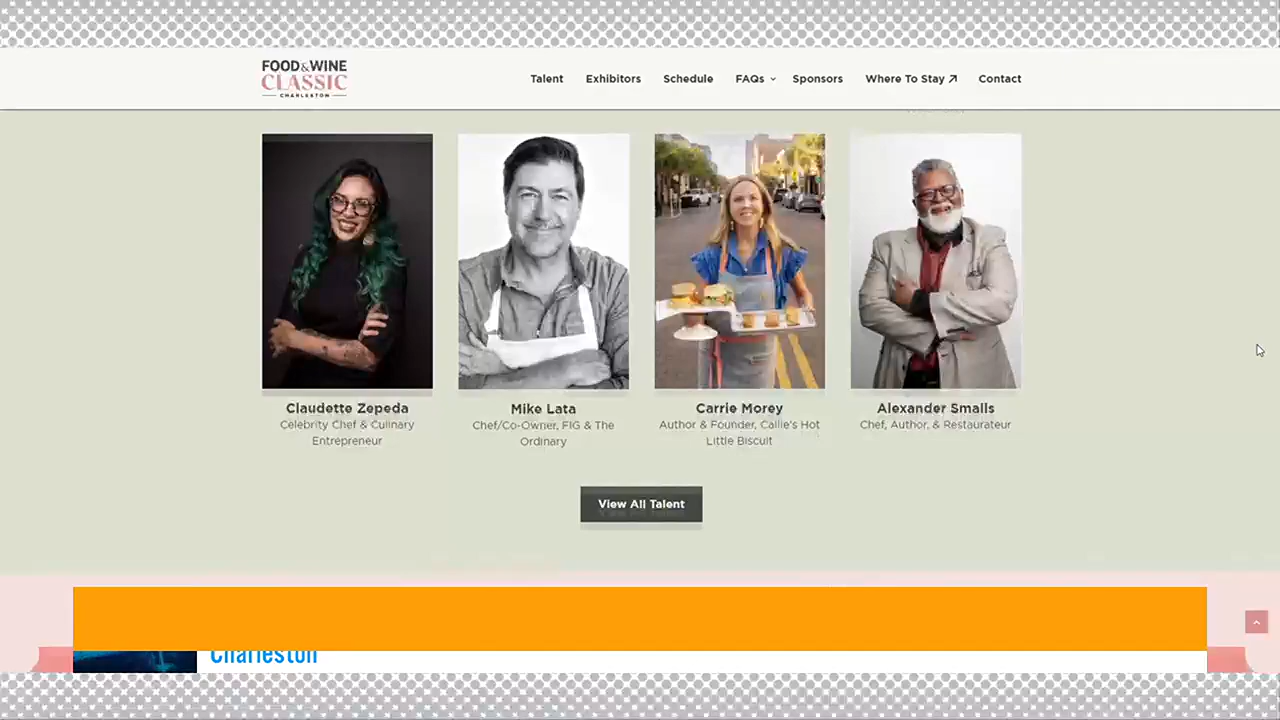 FOOD&WINE
CLASSIC
CHARLESTON
Talent
Exhibitors
Schedule
FAQs
Sponsors
Where To Stay
Contact
Claudette Zepeda
Celebrity Chef & Culinary
Entrepreneur
Mike Lata
Chef/Co-Owner, FIG & The
Ordinary
Carrie Morey
Author & Founder, Callie's Hot
Little Biscuit
Alexander Smalls
Chef, Author, & Restaurateur
View All Talent
Charleston